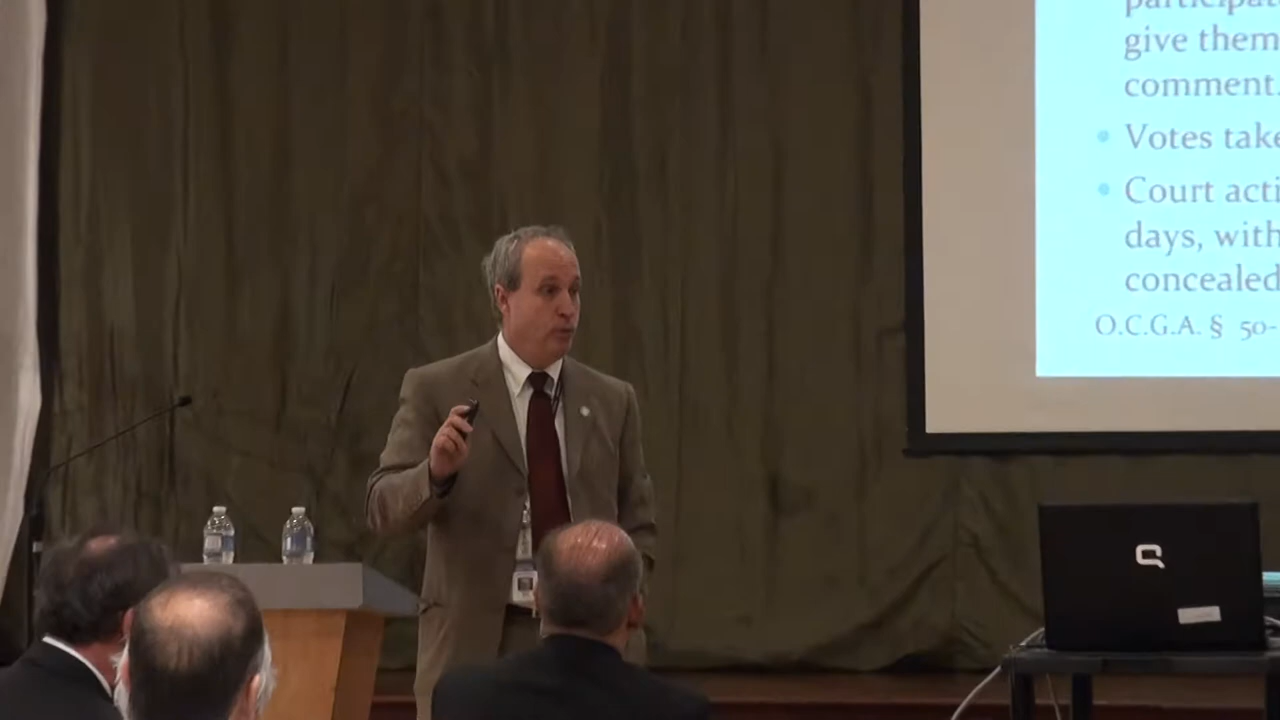 give them
comment.
Votes take
Court acti
days, with
concealed
O.C.G.A. § 50-